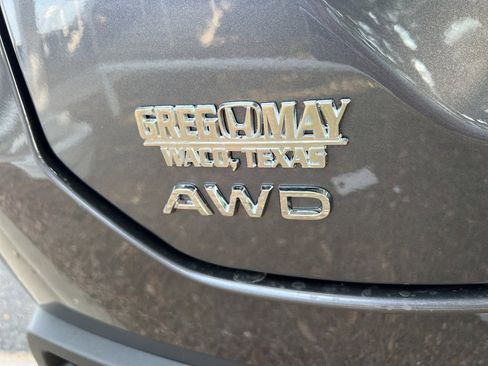 GREG H MAY
WACO, TEXAS
AWD